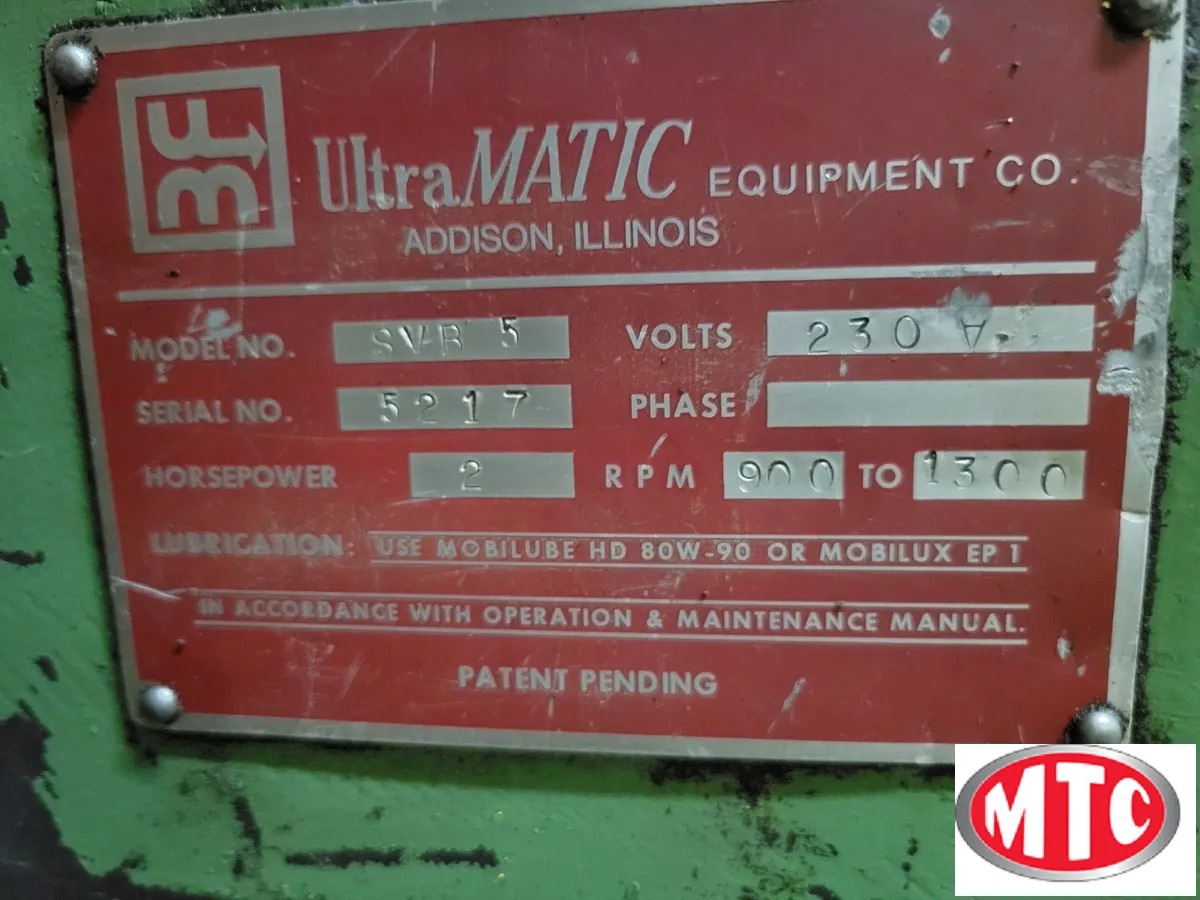 UltraMATIC EQUIPMENT CO.
ADDISON, ILLINOIS
MODEL NO. SVR 5 VOLTS 230 V
SERIAL NO. 5217 PHASE
HORSEPOWER 2 RPM 900 TO 1300
LUBRICATION: USE MOBILUBE HD 80W-90 OR MOBILUX EP 1
IN ACCORDANCE WITH OPERATION & MAINTENANCE MANUAL.
PATENT PENDING
MTC